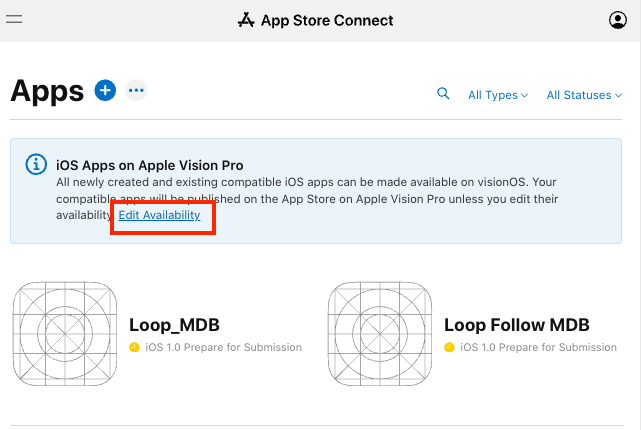 App Store Connect
Apps
All Types
All Statuses
iOS Apps on Apple Vision Pro
All newly created and existing compatible iOS apps can be made available on visionOS. Your
compatible apps will be published on the App Store on Apple Vision Pro unless you edit their
availability. Edit Availability
Loop_MDB
iOS 1.0 Prepare for Submission
Loop Follow MDB
iOS 1.0 Prepare for Submission